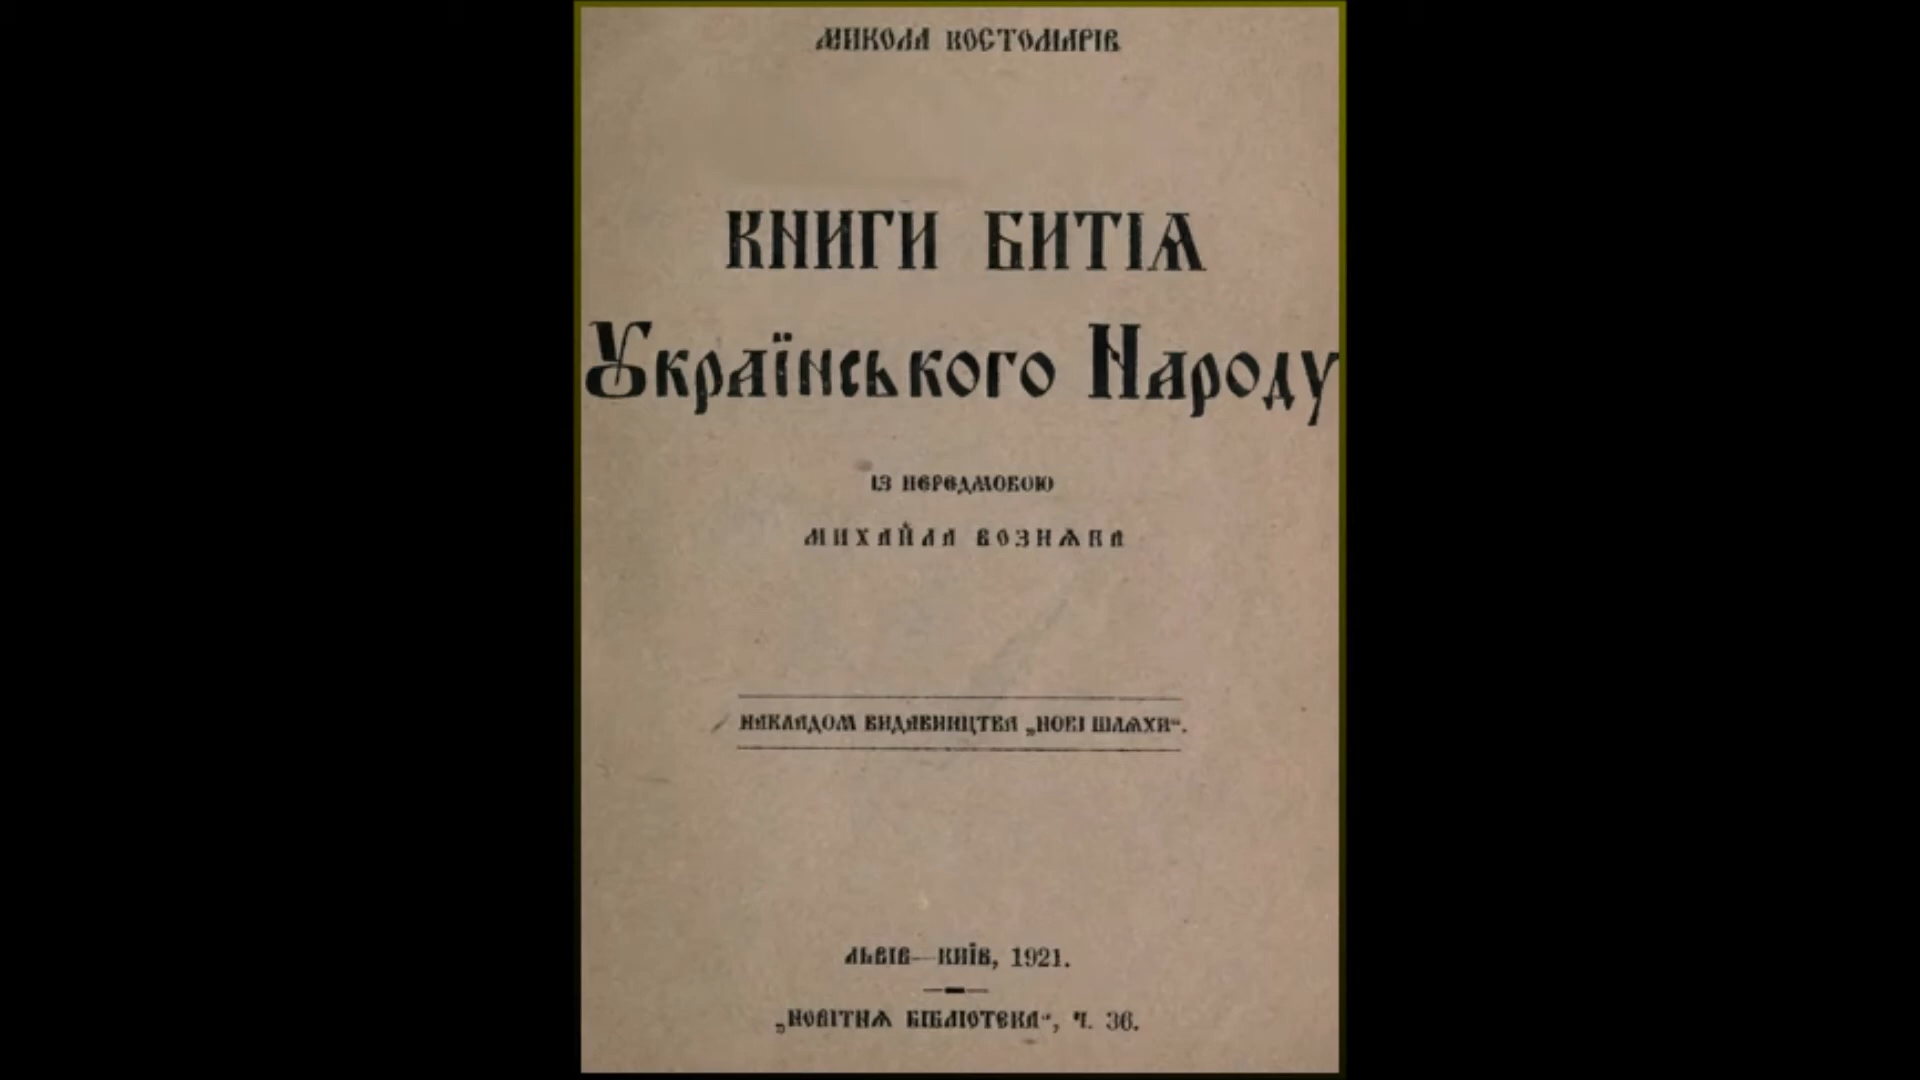 МИКОЛА КОСТОМАРІВ
КНИГИ БИТІЯ
Українського Народу
ІЗ ПЕРЕДМОВОЮ
МИХАЙЛА ВОЗНЯКА
НАКЛАДОМ ВИДАВНИЦТВА „НОВІ ШЛЯХИ“.
ЛЬВІВ—КИЇВ, 1921.
„НОВІТНЯ БІБЛІОТЕКА“, Ч. 36.